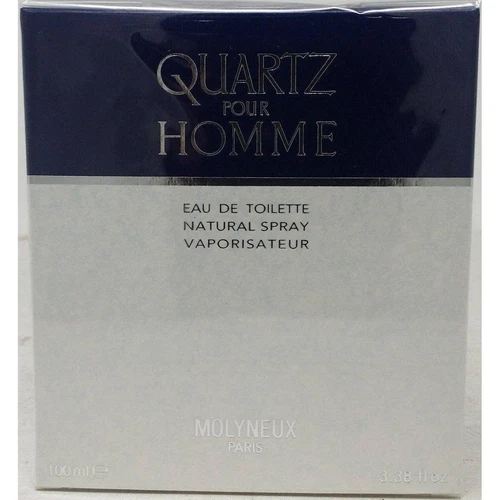 QUARTZ
POUR
HOMME
EAU DE TOILETTE
NATURAL SPRAY
VAPORISATEUR
MOLYNEUX
PARIS
100 ml ℮
3.38 fl oz